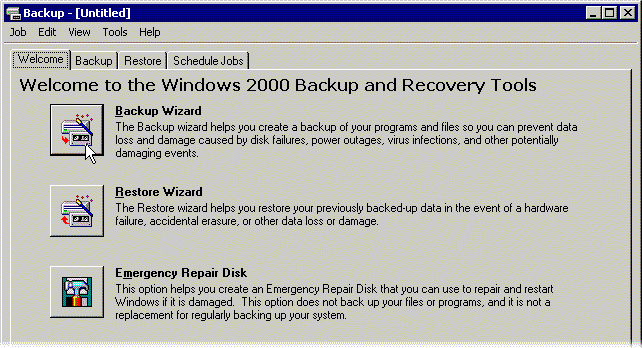 Backup - [Untitled]
Job Edit View Tools Help
Welcome Backup Restore Schedule Jobs
Welcome to the Windows 2000 Backup and Recovery Tools
Backup Wizard
The Backup wizard helps you create a backup of your programs and files so you can prevent data
loss and damage caused by disk failures, power outages, virus infections, and other potentially
damaging events.
Restore Wizard
The Restore wizard helps you restore your previously backed-up data in the event of a hardware
failure, accidental erasure, or other data loss or damage.
Emergency Repair Disk
This option helps you create an Emergency Repair Disk that you can use to repair and restart
Windows if it is damaged.  This option does not back up your files or programs, and it is not a
replacement for regularly backing up your system.